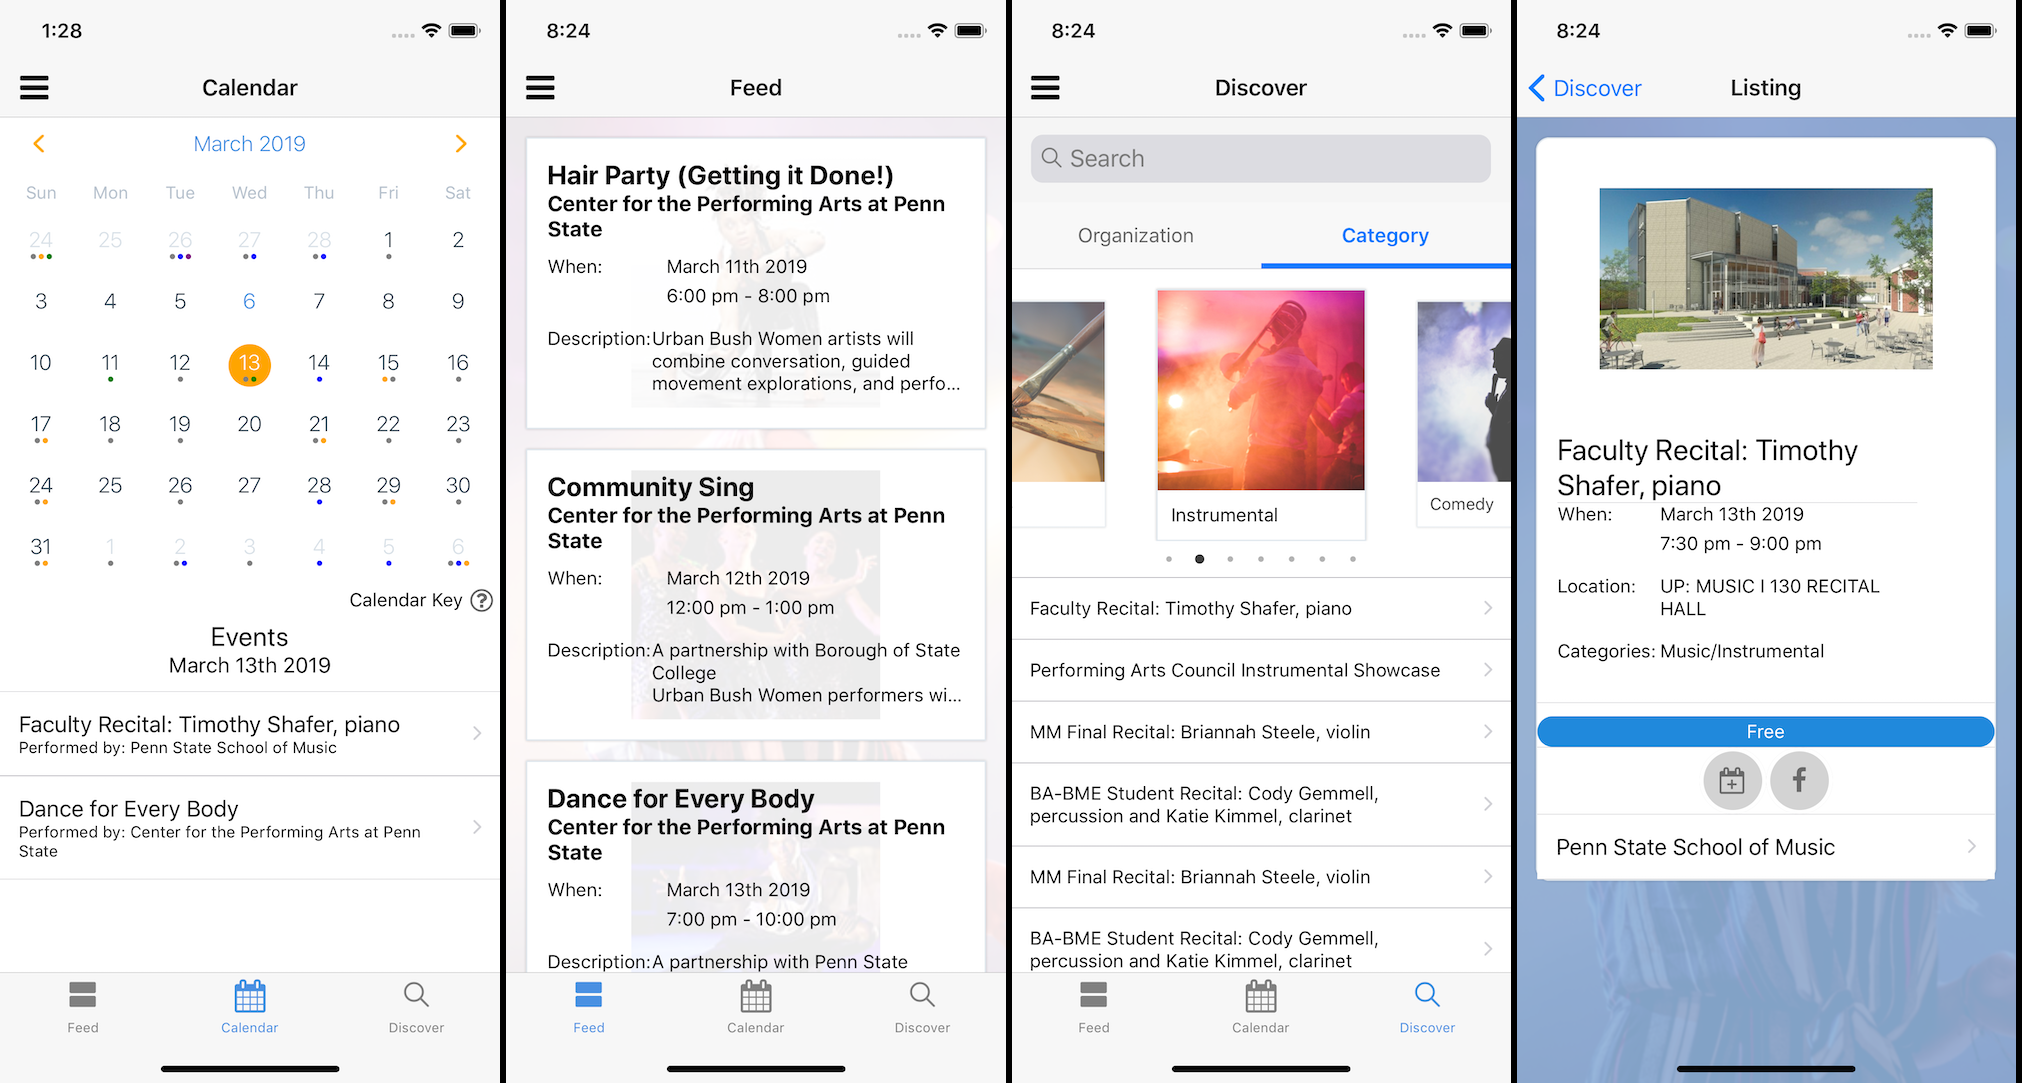 1:28
Calendar
March 2019
Sun Mon Tue Wed Thu Fri Sat
24 25 26 27 28 1 2
3 4 5 6 7 8 9
10 11 12 13 14 15 16
17 18 19 20 21 22 23
24 25 26 27 28 29 30
31 1 2 3 4 5 6
Calendar Key ?
Events
March 13th 2019
Faculty Recital: Timothy Shafer, piano
Performed by: Penn State School of Music
Dance for Every Body
Performed by: Center for the Performing Arts at Penn
State
Feed Calendar Discover
8:24
Feed
Hair Party (Getting it Done!)
Center for the Performing Arts at Penn
State
When: March 11th 2019
6:00 pm - 8:00 pm
Description: Urban Bush Women artists will
combine conversation, guided
movement explorations, and perfo...
Community Sing
Center for the Performing Arts at Penn
State
When: March 12th 2019
12:00 pm - 1:00 pm
Description: A partnership with Borough of State
College
Urban Bush Women performers wi...
Dance for Every Body
Center for the Performing Arts at Penn
State
When: March 13th 2019
7:00 pm - 10:00 pm
Description: A partnership with Penn State
Feed Calendar Discover
8:24
Discover
Search
Organization Category
Instrumental
Comedy
Faculty Recital: Timothy Shafer, piano
Performing Arts Council Instrumental Showcase
MM Final Recital: Briannah Steele, violin
BA-BME Student Recital: Cody Gemmell,
percussion and Katie Kimmel, clarinet
MM Final Recital: Briannah Steele, violin
BA-BME Student Recital: Cody Gemmell,
percussion and Katie Kimmel, clarinet
Feed Calendar Discover
8:24
Discover Listing
Faculty Recital: Timothy
Shafer, piano
When: March 13th 2019
7:30 pm - 9:00 pm
Location: UP: MUSIC I 130 RECITAL
HALL
Categories: Music/Instrumental
Free
f
Penn State School of Music